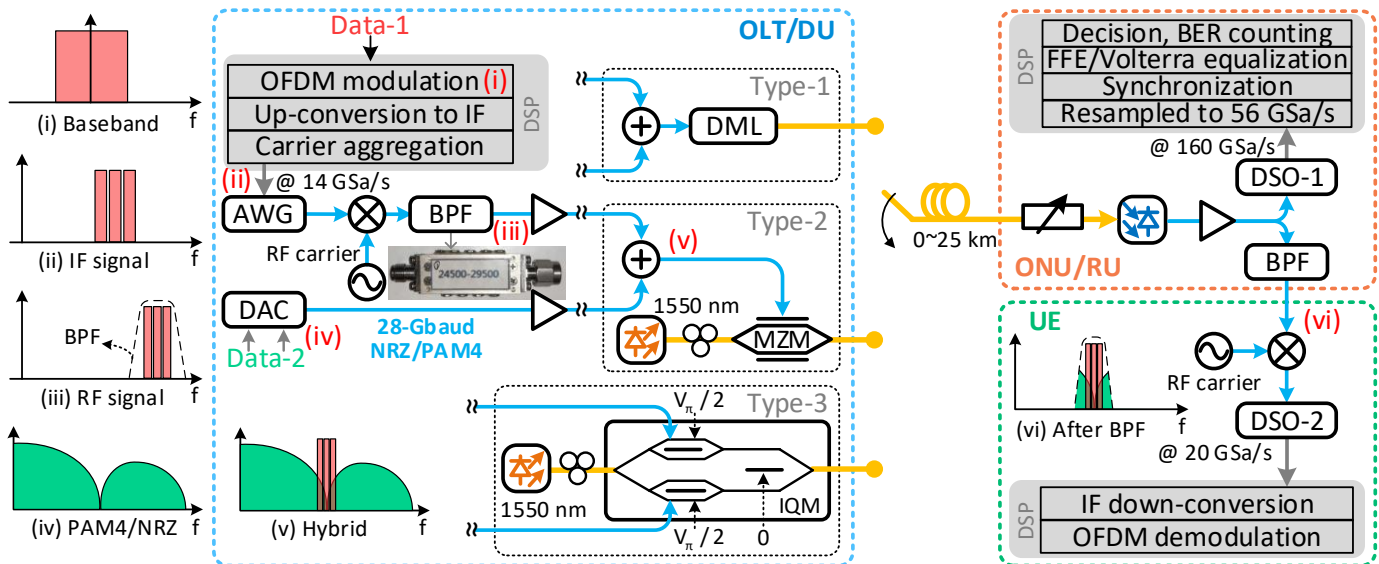 (i) Baseband
f
(ii) IF signal
f
BPF
(iii) RF signal
f
(iv) PAM4/NRZ
f
(v) Hybrid
f
OLT/DU
Data-1
OFDM modulation (i)
Up-conversion to IF
Carrier aggregation
DSP
(ii)
@ 14 GSa/s
AWG
BPF
(iii)
RF carrier
24500-29500
DAC
(iv)
Data-2
28-Gbaud
NRZ/PAM4
Type-1
DML
Type-2
(v)
1550 nm
MZM
Type-3
Vπ / 2
1550 nm
IQM
Vπ / 2
0
0~25 km
Decision, BER counting
FFE/Volterra equalization
Synchronization
Resampled to 56 GSa/s
DSP
@ 160 GSa/s
DSO-1
BPF
ONU/RU
UE
(vi)
RF carrier
(vi) After BPF
f
DSO-2
@ 20 GSa/s
IF down-conversion
OFDM demodulation
DSP